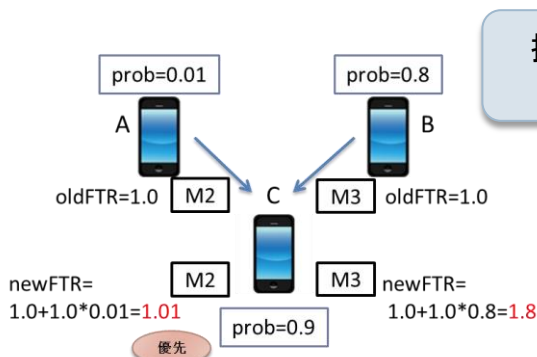 prob=0.01
prob=0.8
A
B
oldFTR=1.0
M2
C
M3
oldFTR=1.0
newFTR=
1.0+1.0*0.01=1.01
M2
M3
newFTR=
1.0+1.0*0.8=1.8
prob=0.9
優先